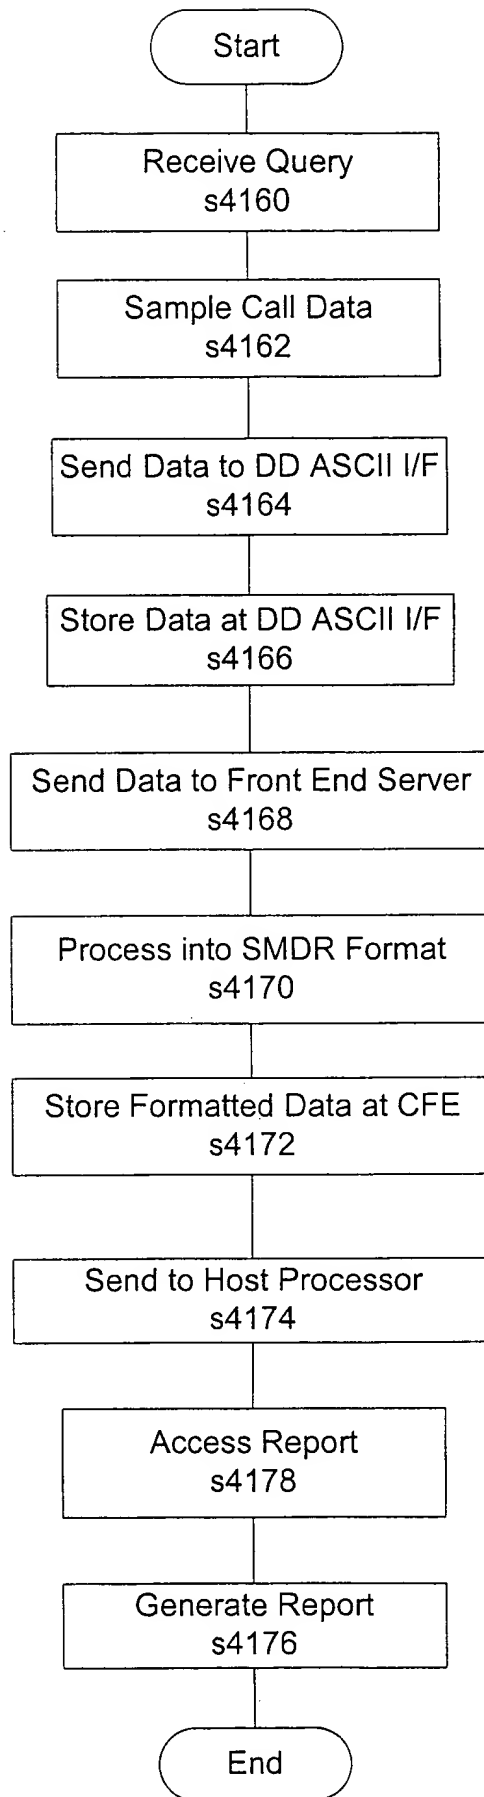 Start
Receive Query
s4160
Sample Call Data
s4162
Send Data to DD ASCII I/F
s4164
Store Data at DD ASCII I/F
s4166
Send Data to Front End Server
s4168
Process into SMDR Format
s4170
Store Formatted Data at CFE
s4172
Send to Host Processor
s4174
Access Report
s4178
Generate Report
s4176
End